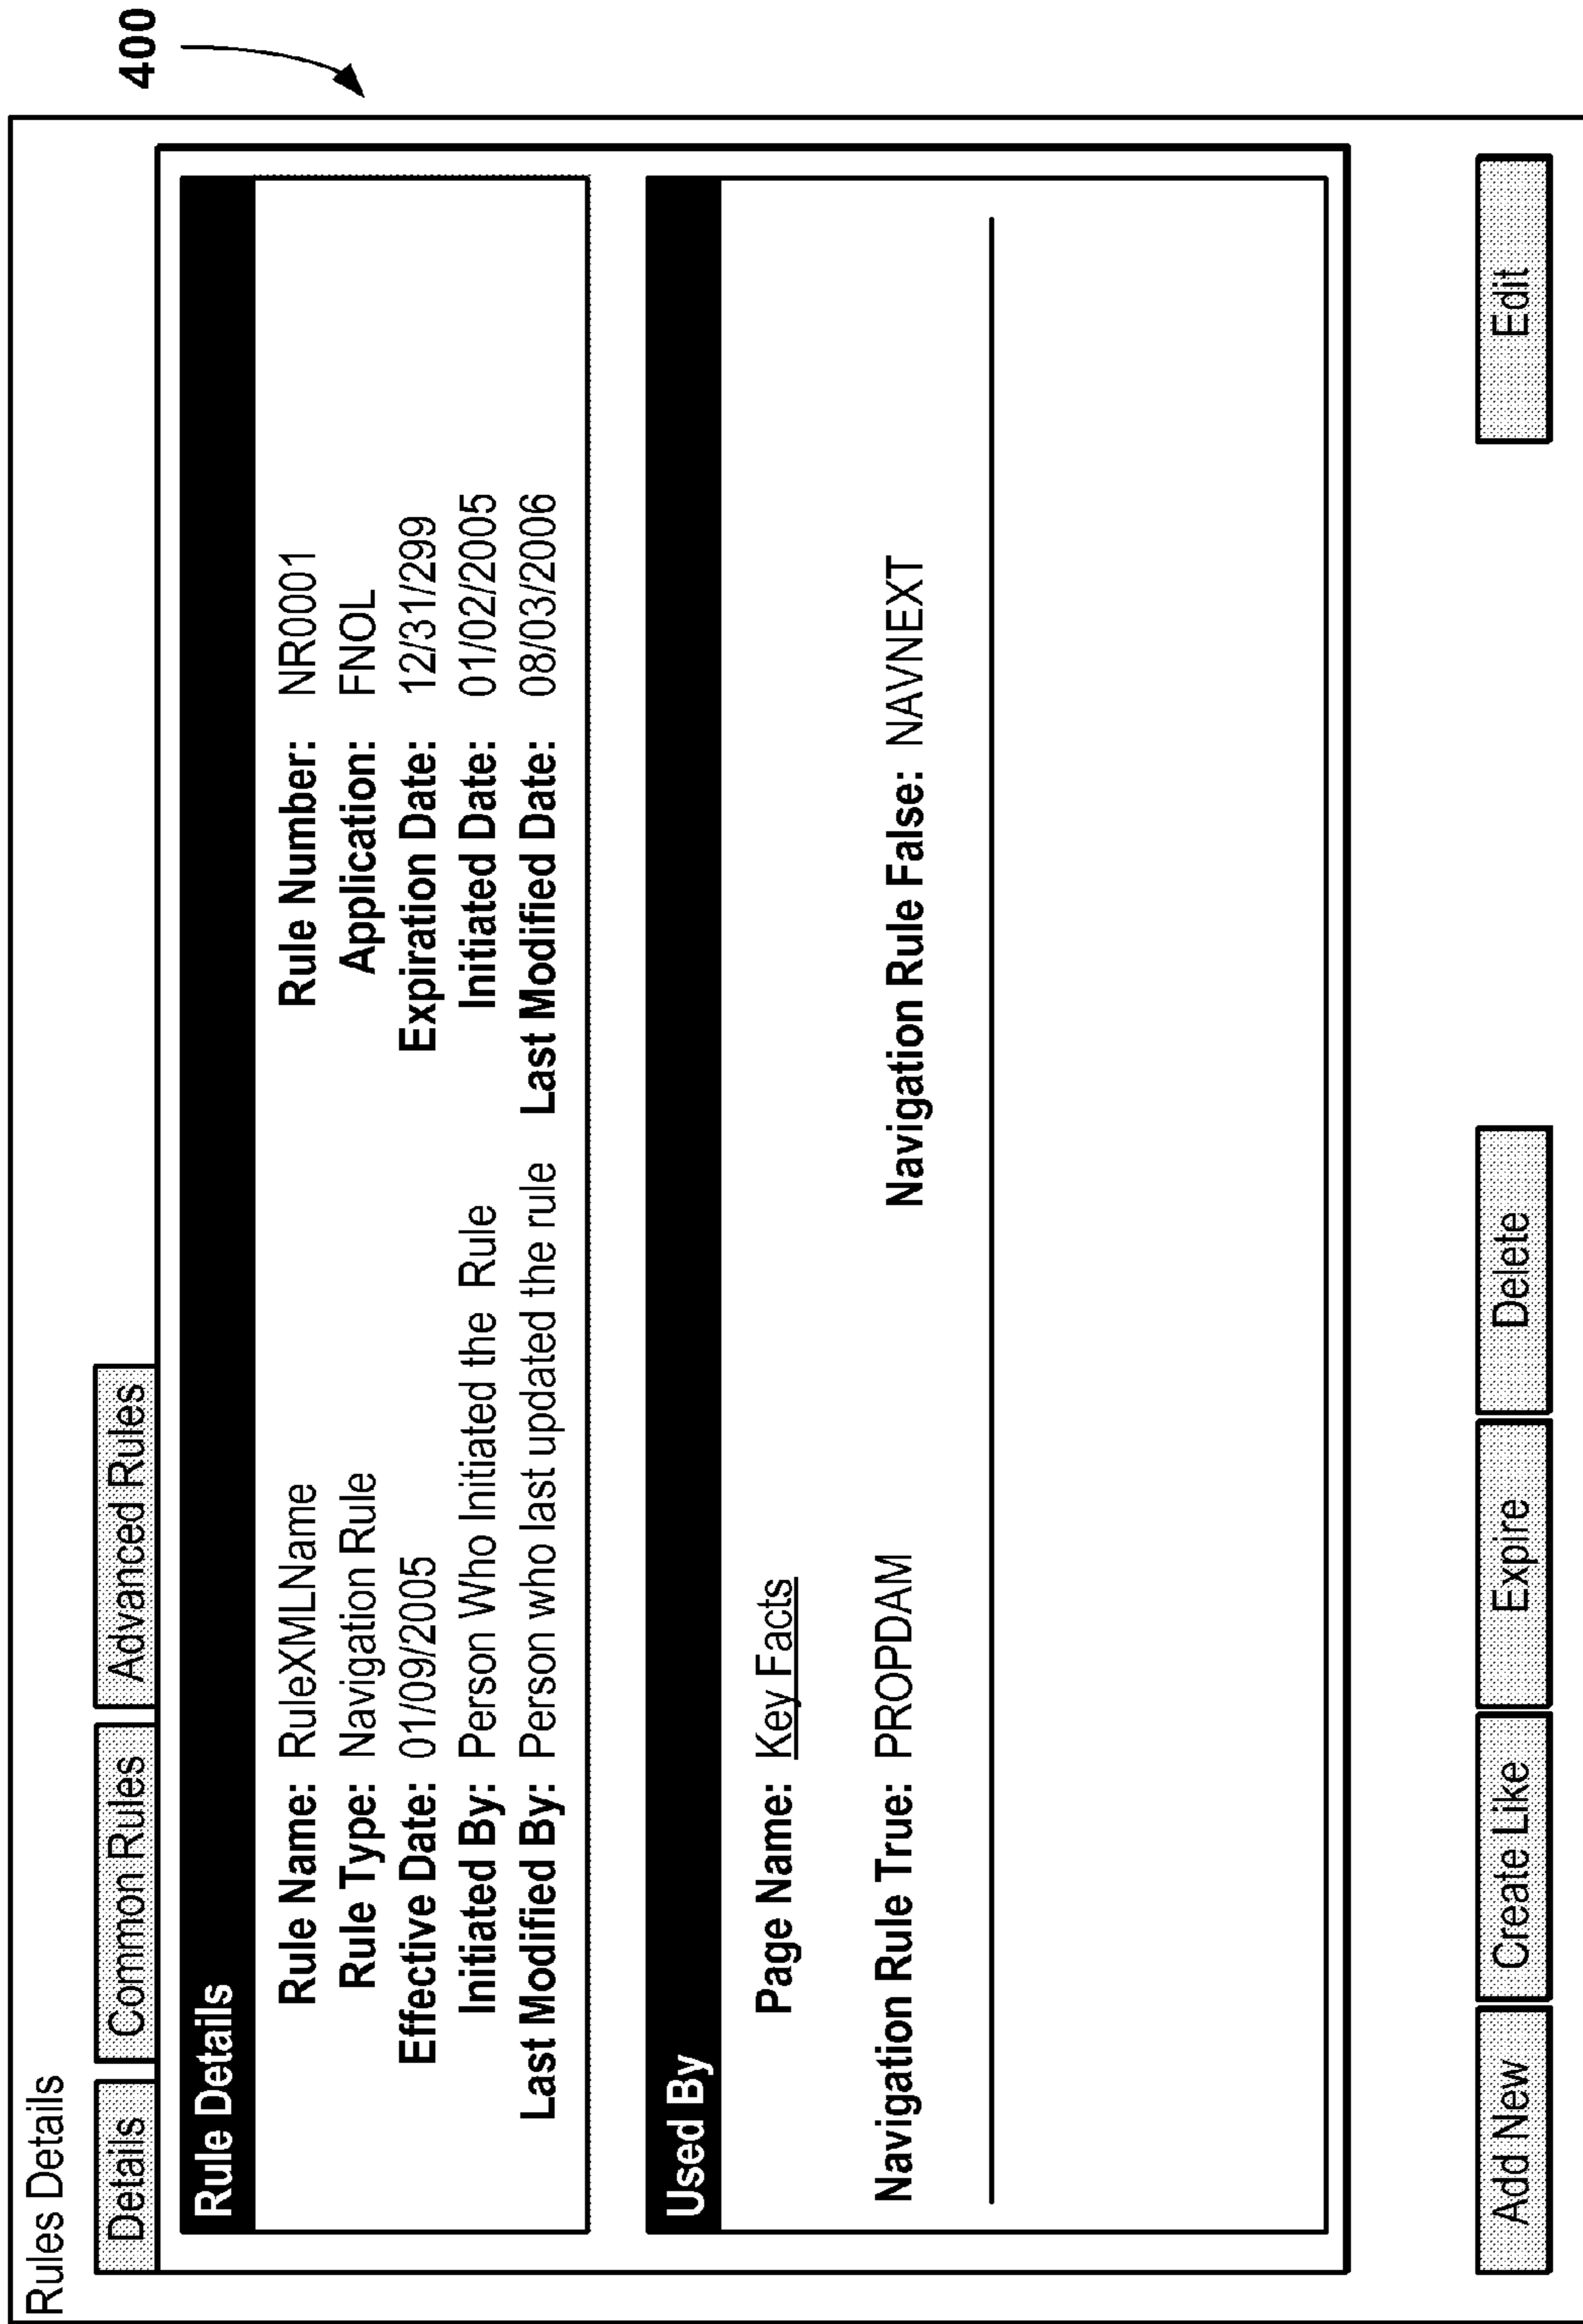 400
Rules Details
Details Common Rules Advanced Rules
Rule Details
Rule Name: RuleXMLName Rule Number: NR0001
Rule Type: Navigation Rule Application: FNOL
Effective Date: 01/09/2005 Expiration Date: 12/31/299
Initiated By: Person Who Initiated the Rule Initiated Date: 01/02/2005
Last Modified By: Person who last updated the rule Last Modified Date: 08/03/2006
Used By
Page Name: Key Facts
Navigation Rule True: PROPDAM Navigation Rule False: NAVNEXT
Add New Create Like Expire Delete Edit